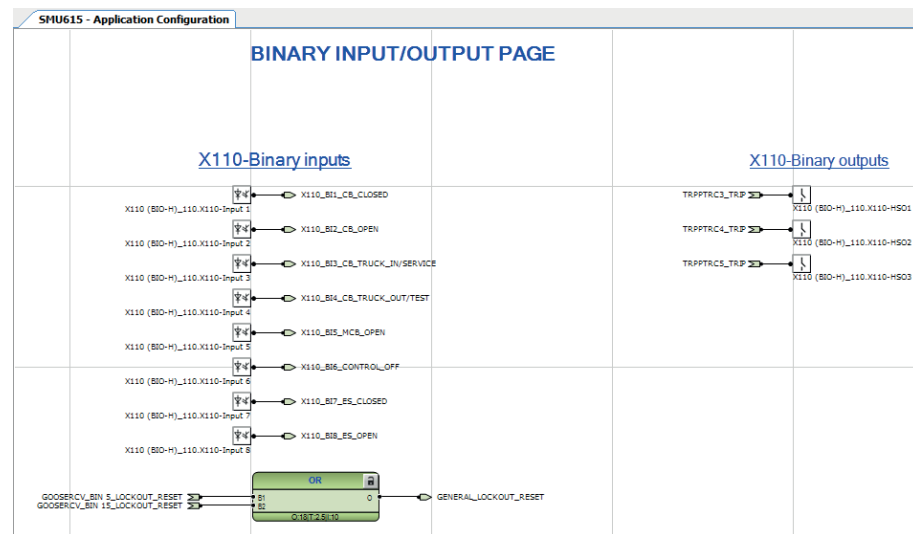 SMU615 - Application Configuration
BINARY INPUT/OUTPUT PAGE
X110-Binary inputs
X110-Binary outputs
X110_BI1_CB_CLOSED
X110 (BIO-H)_110.X110-Input 1
X110_BI2_CB_OPEN
X110 (BIO-H)_110.X110-Input 2
X110_BI3_CB_TRUCK_IN/SERVICE
X110 (BIO-H)_110.X110-Input 3
X110_BI4_CB_TRUCK_OUT/TEST
X110 (BIO-H)_110.X110-Input 4
X110_BI5_MCB_OPEN
X110 (BIO-H)_110.X110-Input 5
X110_BI6_CONTROL_OFF
X110 (BIO-H)_110.X110-Input 6
X110_BI7_ES_CLOSED
X110 (BIO-H)_110.X110-Input 7
X110_BI8_ES_OPEN
X110 (BIO-H)_110.X110-Input 8
TRPPTRC3_TRIP
X110 (BIO-H)_110.X110-HSO1
TRPPTRC4_TRIP
X110 (BIO-H)_110.X110-HSO2
TRPPTRC5_TRIP
X110 (BIO-H)_110.X110-HSO3
OR
GOOSERCV_BIN 5_LOCKOUT_RESET
B1
O
GENERAL_LOCKOUT_RESET
GOOSERCV_BIN 15_LOCKOUT_RESET
B2
O:18|T:2.5|I:10